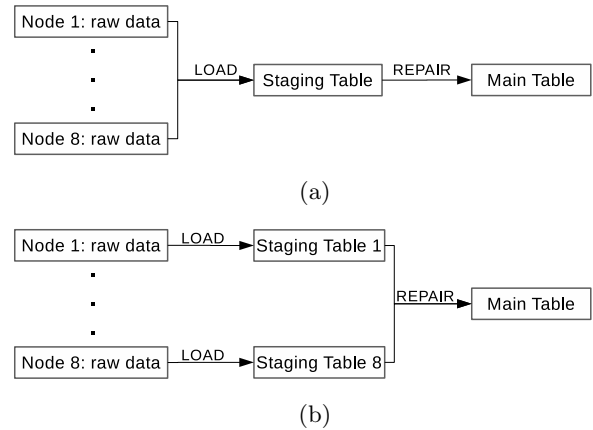 Node 1: raw data
LOAD
Staging Table
REPAIR
Main Table
Node 8: raw data
(a)
Node 1: raw data
LOAD
Staging Table 1
REPAIR
Main Table
Node 8: raw data
LOAD
Staging Table 8
(b)